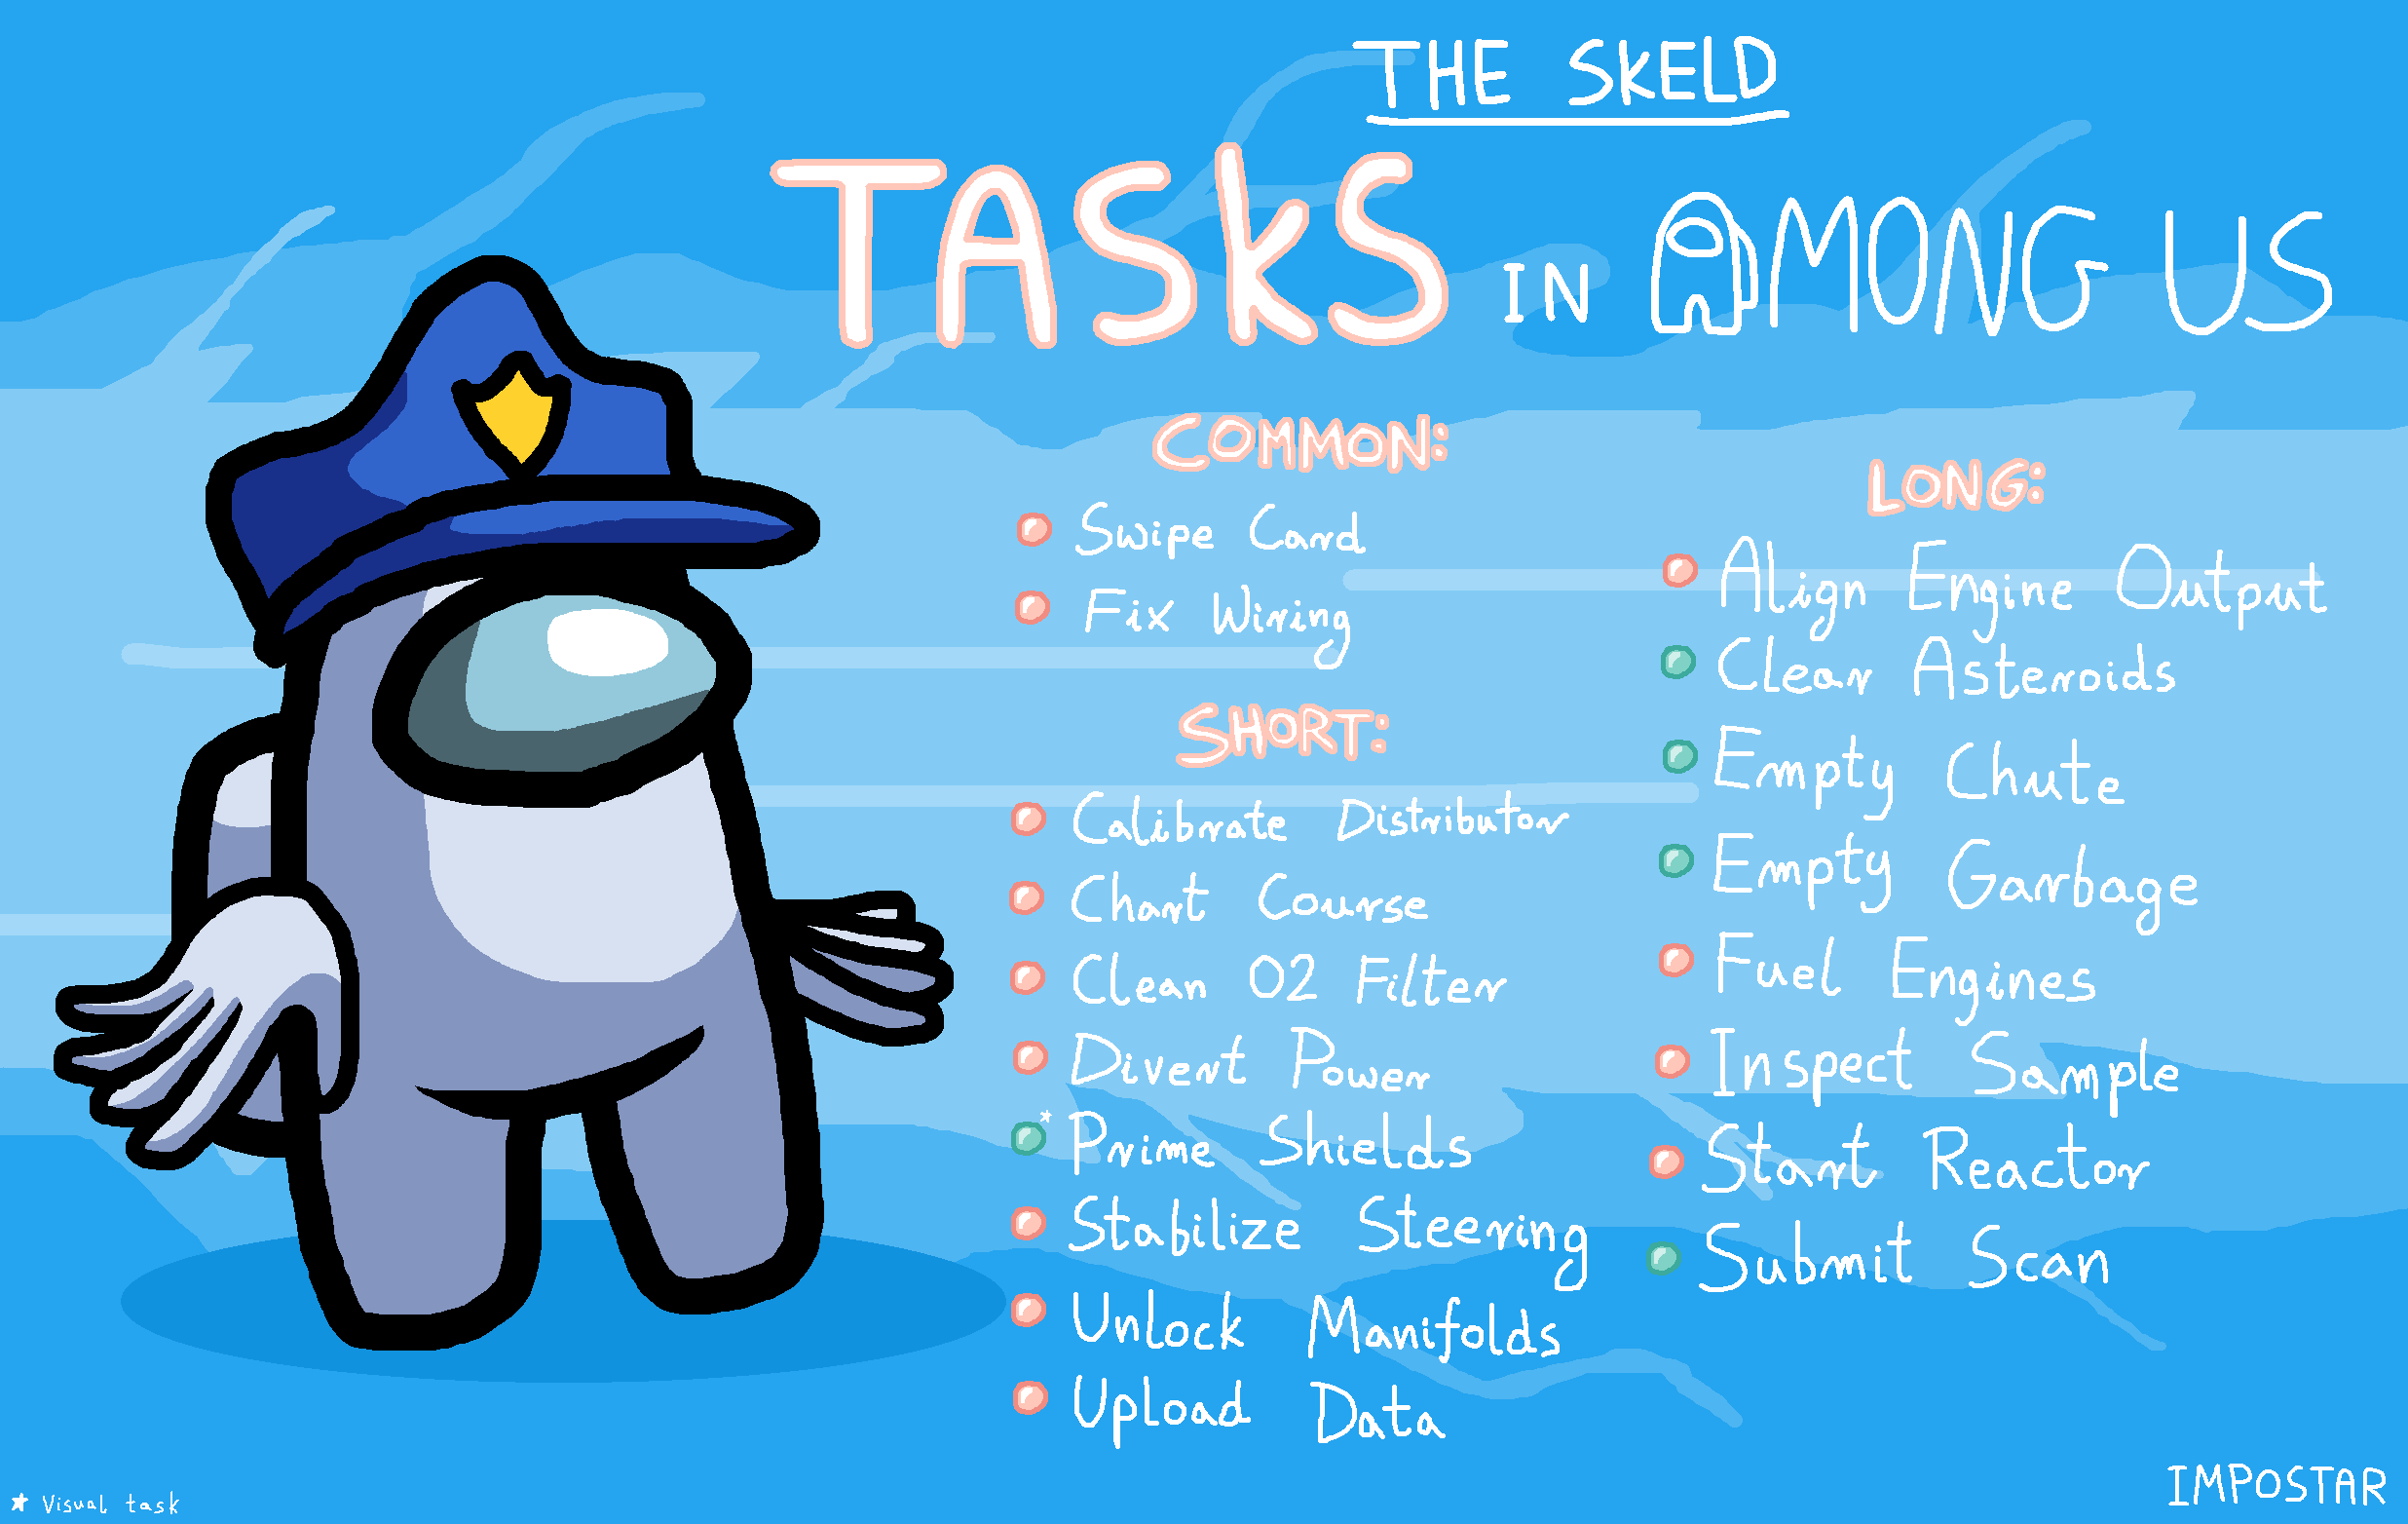 THE SKELD
TASKS IN AMONG US
COMMON:
Swipe Card
Fix Wiring
SHORT:
Calibrate Distributor
Chart Course
Clean O2 Filter
Divert Power
* Prime Shields
Stabilize Steering
Unlock Manifolds
Upload Data
LONG:
Align Engine Output
Clear Asteroids
Empty Chute
Empty Garbage
Fuel Engines
Inspect Sample
Start Reactor
Submit Scan
* Visual task
IMPOSTAR